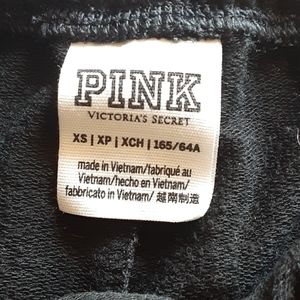 PINK
VICTORIA'S SECRET
XS | XP | XCH | 165/64A
made in Vietnam/fabriqué au
Vietnam/hecho en Vietnam/
fabbricato in Vietnam/ 越南制造